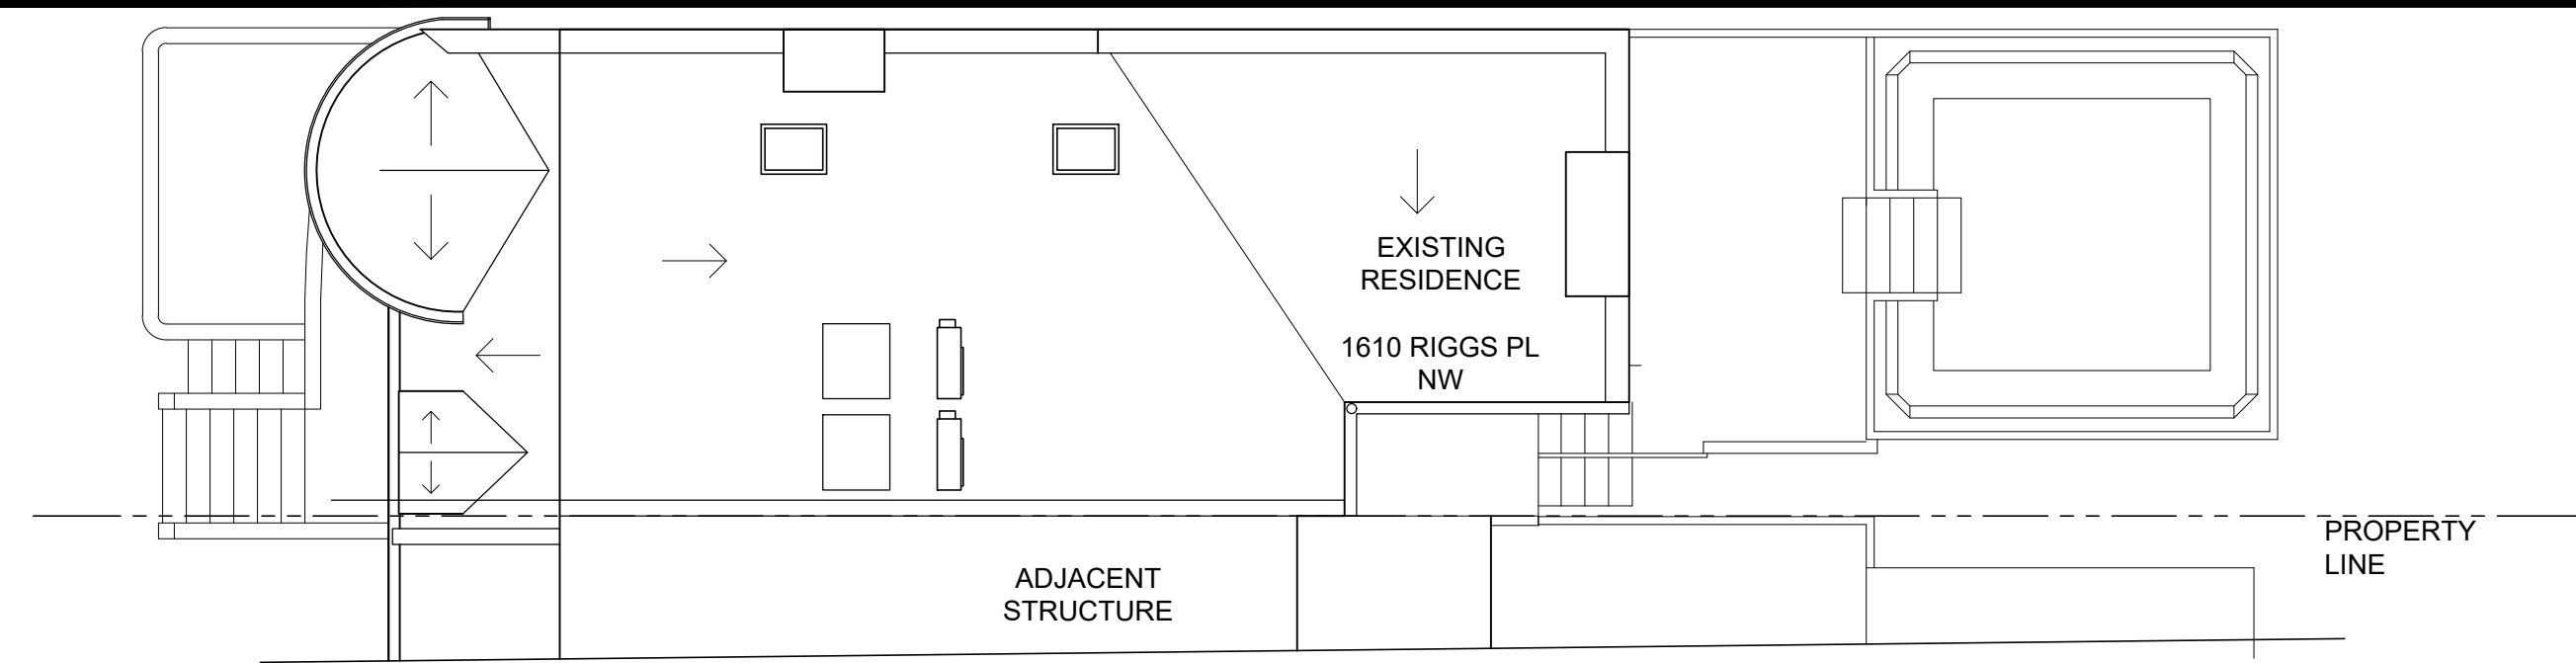 EXISTING
RESIDENCE
1610 RIGGS PL
NW
PROPERTY
LINE
ADJACENT
STRUCTURE